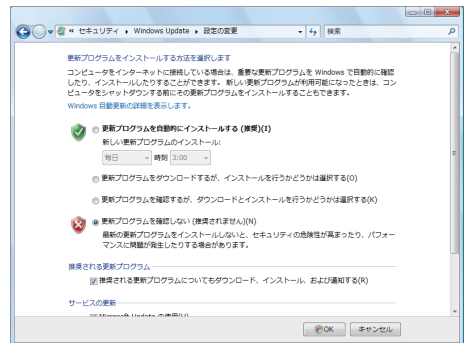 « セキュリティ ▸ Windows Update ▸ 設定の変更
検索
更新プログラムをインストールする方法を選択します
コンピュータをインターネットに接続している場合は、重要な更新プログラムを Windows で自動的に確認
したり、インストールしたりすることができます。 新しい更新プログラムが利用可能になったときは、コン
ピュータをシャットダウンする前にその更新プログラムをインストールすることもできます。
Windows 自動更新の詳細を表示します。
更新プログラムを自動的にインストールする (推奨)(I)
新しい更新プログラムのインストール:
毎日 時刻 3:00
更新プログラムをダウンロードするが、インストールを行うかどうかは選択する(O)
更新プログラムを確認するが、ダウンロードとインストールを行うかどうかは選択する(K)
更新プログラムを確認しない (推奨されません)(N)
最新の更新プログラムをインストールしないと、セキュリティの危険性が高まったり、パフォー
マンスに問題が発生したりする場合があります。
推奨される更新プログラム
推奨される更新プログラムについてもダウンロード、インストール、および通知する(R)
サービスの更新
Microsoft Update の使用(U)
OK キャンセル